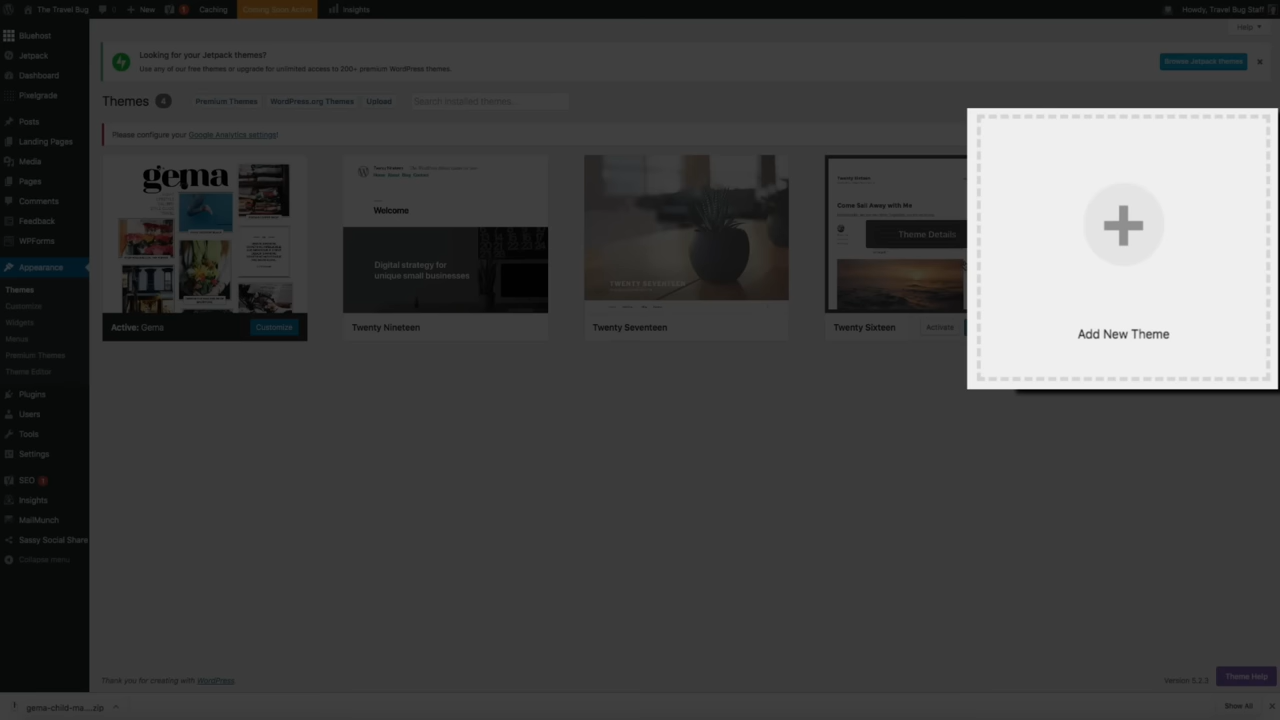 The Travel Bug 0 New 1 Caching Coming Soon Active Insights Howdy, Travel Bug Staff
Help
Bluehost
Jetpack
Dashboard
Pixelgrade
Posts
Landing Pages
Media
Pages
Comments
Feedback
WPForms
Appearance
Themes
Customize
Widgets
Menus
Premium Themes
Theme Editor
Plugins
Users
Tools
Settings
SEO
Insights
MailMunch
Sassy Social Share
Collapse menu
Looking for your Jetpack themes?
Use any of our free themes or upgrade for unlimited access to 200+ premium WordPress themes.
Browse Jetpack themes
Themes 4 Premium Themes WordPress.org Themes Upload Search installed themes...
Please configure your Google Analytics settings!
gema
Active: Gema Customize
Welcome
Digital strategy for
unique small businesses
Twenty Nineteen
TWENTY SEVENTEEN
Twenty Seventeen
Twenty Sixteen
Come Sail Away with Me
Theme Details
Twenty Sixteen Activate
Add New Theme
Thank you for creating with WordPress.
Version 5.2.3
Theme Help
gema-child-ma....zip
Show All